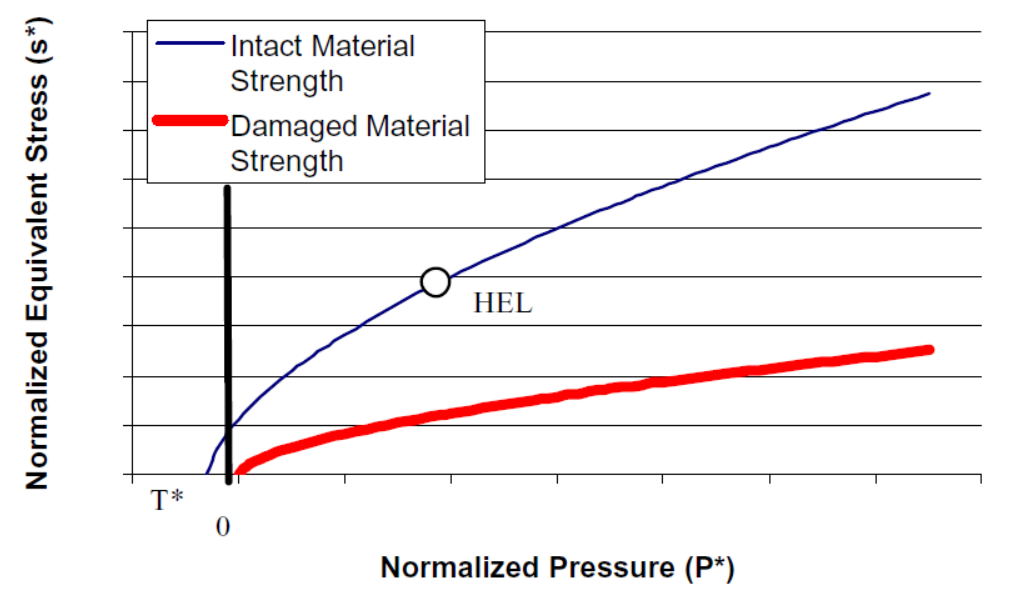 Normalized Equivalent Stress (s*)
Intact Material
Strength
Damaged Material
Strength
HEL
T*
0
Normalized Pressure (P*)